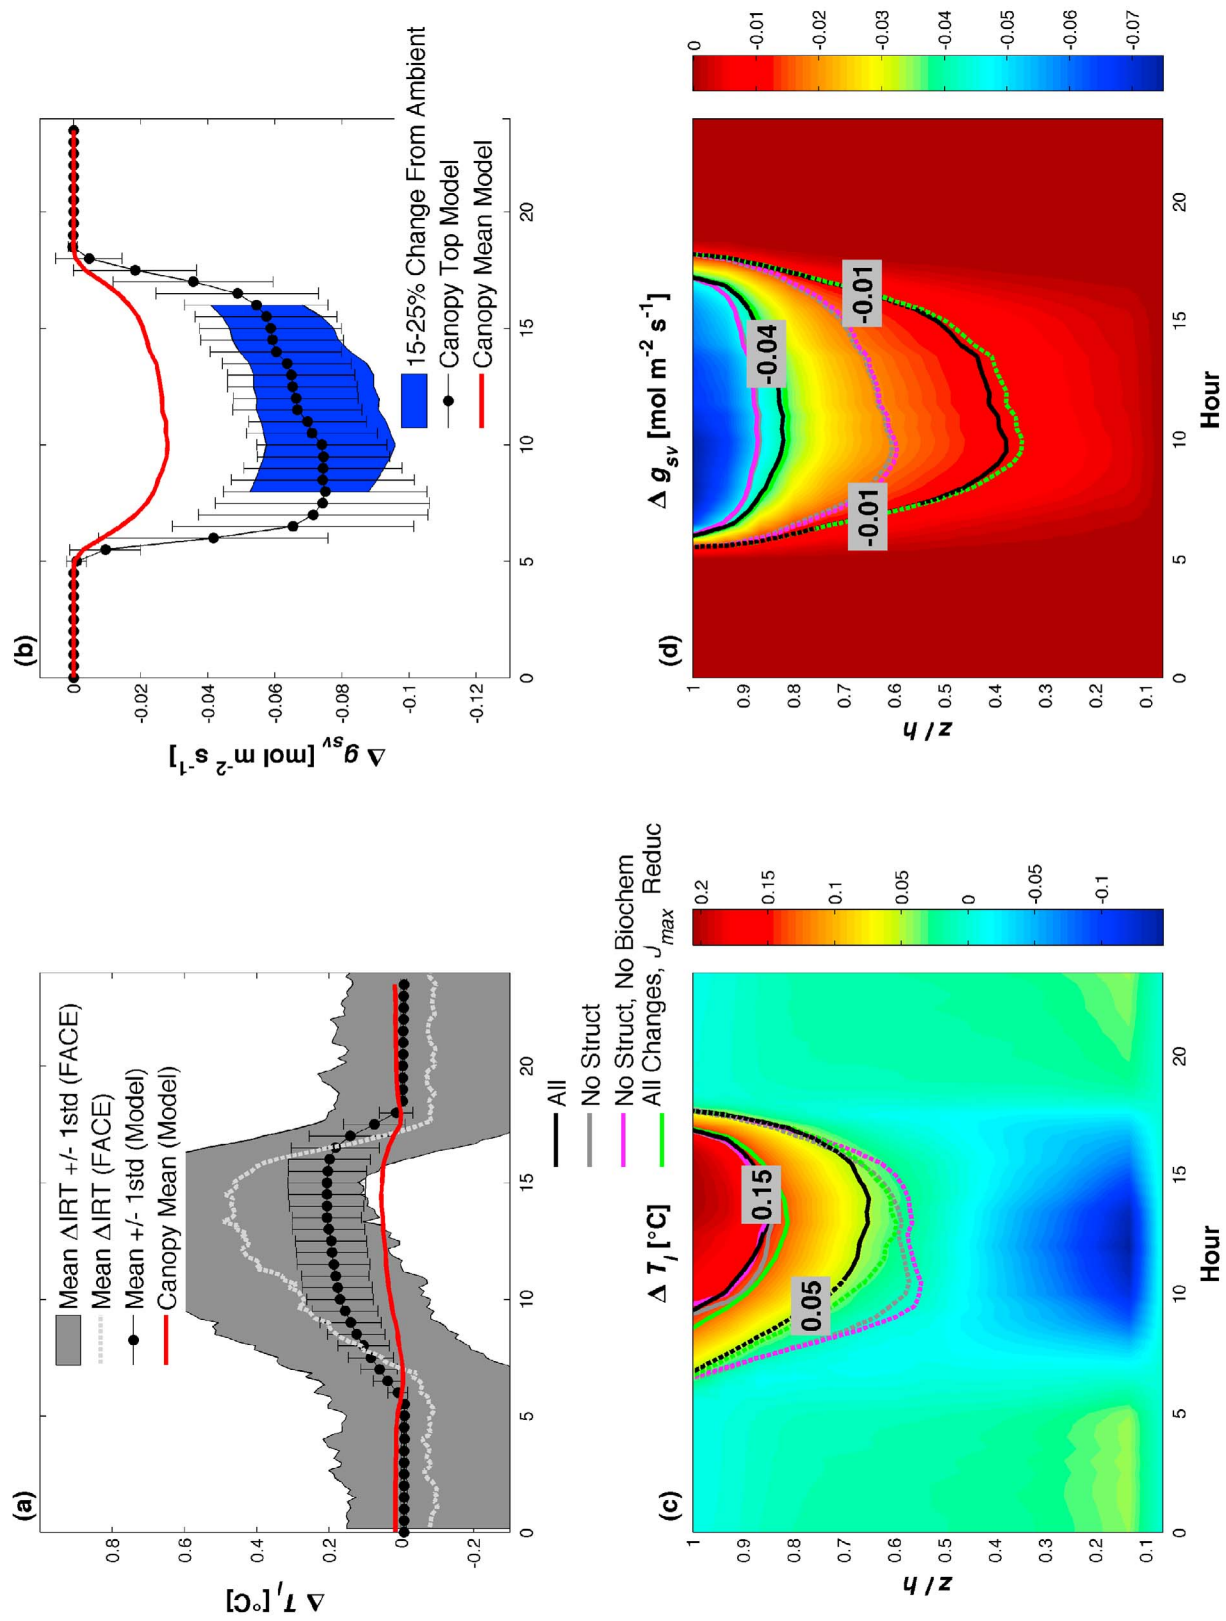 (a)
Mean ΔIRT +/- 1std (FACE)
Mean ΔIRT (FACE)
Mean +/- 1std (Model)
Canopy Mean (Model)
Δ T_l [°C]
0.8
0.6
0.4
0.2
0
-0.2
0 5 10 15 20
(b)
15-25% Change From Ambient
Canopy Top Model
Canopy Mean Model
Δ g_sv [mol m^-2 s^-1]
0
-0.02
-0.04
-0.06
-0.08
-0.1
-0.12
0 5 10 15 20
All
No Struct
No Struct, No Biochem
All Changes, J_max Reduc
(c)
Δ T_l [°C]
z / h
1
0.9
0.8
0.7
0.6
0.5
0.4
0.3
0.2
0.1
0.15
0.05
0 5 10 15 20
Hour
0.2
0.15
0.1
0.05
0
-0.05
-0.1
(d)
Δ g_sv [mol m^-2 s^-1]
z / h
1
0.9
0.8
0.7
0.6
0.5
0.4
0.3
0.2
0.1
-0.04
-0.01
-0.01
0 5 10 15 20
Hour
0
-0.01
-0.02
-0.03
-0.04
-0.05
-0.06
-0.07